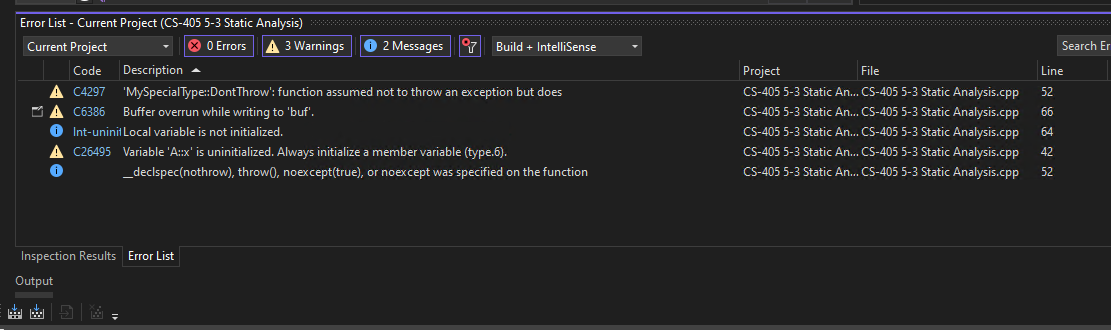 Error List - Current Project (CS-405 5-3 Static Analysis)
Current Project 0 Errors 3 Warnings 2 Messages Build + IntelliSense Search Er
Code Description Project File Line
C4297 'MySpecialType::DontThrow': function assumed not to throw an exception but does CS-405 5-3 Static An... CS-405 5-3 Static Analysis.cpp 52
C6386 Buffer overrun while writing to 'buf'. CS-405 5-3 Static An... CS-405 5-3 Static Analysis.cpp 66
Int-uninit Local variable is not initialized. CS-405 5-3 Static An... CS-405 5-3 Static Analysis.cpp 64
C26495 Variable 'A::x' is uninitialized. Always initialize a member variable (type.6). CS-405 5-3 Static An... CS-405 5-3 Static Analysis.cpp 42
__declspec(nothrow), throw(), noexcept(true), or noexcept was specified on the function CS-405 5-3 Static An... CS-405 5-3 Static Analysis.cpp 52
Inspection Results Error List
Output